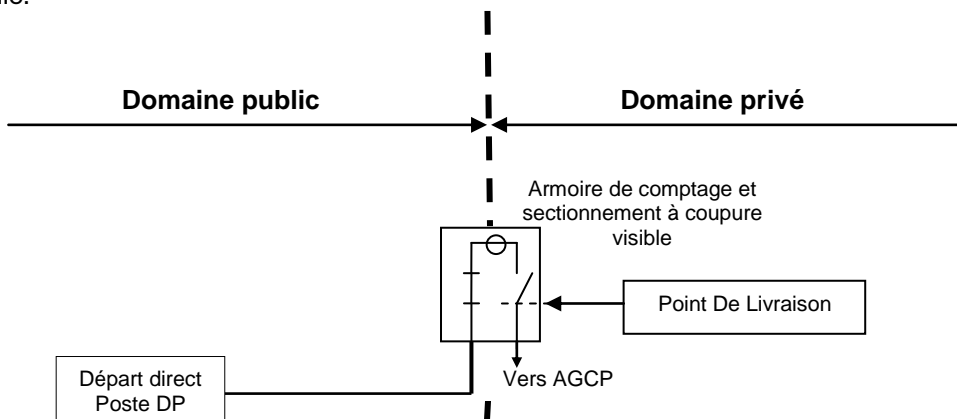 Domaine public
Domaine privé
Armoire de comptage et
sectionnement à coupure
visible
Point De Livraison
Vers AGCP
Départ direct
Poste DP